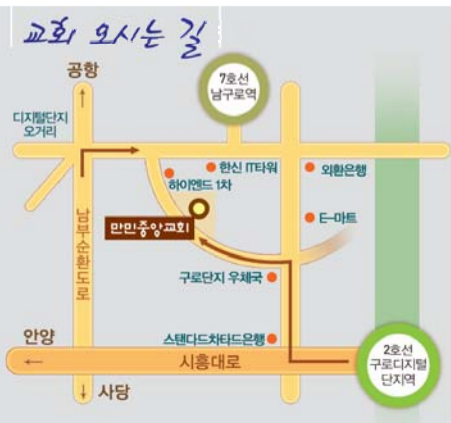 교회 오시는 길
공항
7호선
남구로역
디지털단지
오거리
한신 IT타워
외환은행
하이엔드 1차
만민중앙교회
E-마트
남부순환도로
구로단지 우체국
안양
스탠다드차타드은행
시흥대로
2호선
구로디지털
단지역
사당